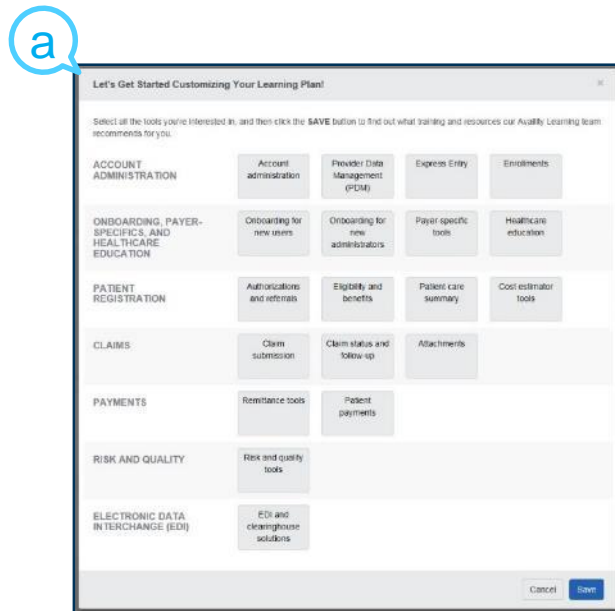 a
Let's Get Started Customizing Your Learning Plan!
×
Select all the tools you're interested in, and then click the SAVE button to find out what training and resources our Availity Learning team
recommends for you.
ACCOUNT
ADMINISTRATION
Account
administration
Provider Data
Management
(PDM)
Express Entry
Enrollments
ONBOARDING, PAYER-
SPECIFICS, AND
HEALTHCARE
EDUCATION
Onboarding for
new users
Onboarding for
new
administrators
Payer-specific
tools
Healthcare
education
PATIENT
REGISTRATION
Authorizations
and referrals
Eligibility and
benefits
Patient care
summary
Cost estimator
tools
CLAIMS
Claim
submission
Claim status and
follow-up
Attachments
PAYMENTS
Remittance tools
Patient
payments
RISK AND QUALITY
Risk and quality
tools
ELECTRONIC DATA
INTERCHANGE (EDI)
EDI and
clearinghouse
solutions
Cancel
Save